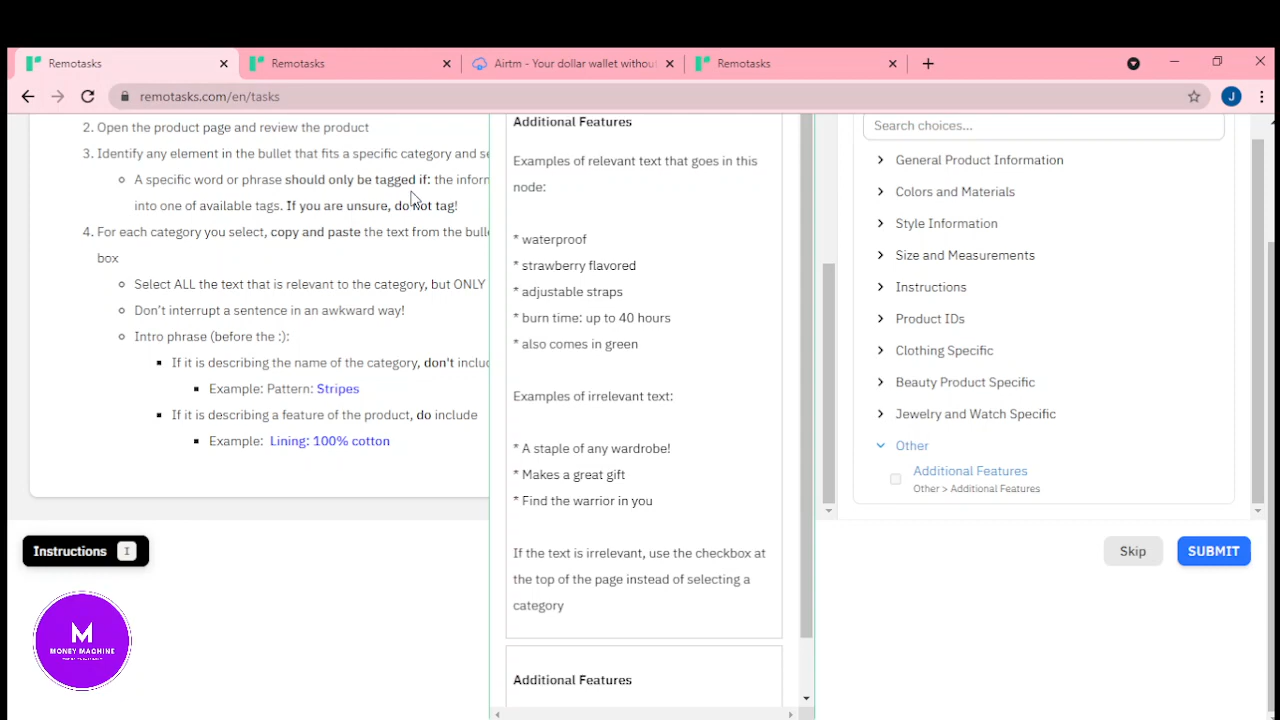 Remotasks
Remotasks
Airtm - Your dollar wallet withou
Remotasks
remotasks.com/en/tasks
J
2. Open the product page and review the product
3. Identify any element in the bullet that fits a specific category and se
A specific word or phrase should only be tagged if: the inforn
into one of available tags. If you are unsure, do not tag!
4. For each category you select, copy and paste the text from the bulle
box
Select ALL the text that is relevant to the category, but ONLY
Don't interrupt a sentence in an awkward way!
Intro phrase (before the :):
If it is describing the name of the category, don't includ
Example: Pattern: Stripes
If it is describing a feature of the product, do include
Example: Lining: 100% cotton
Instructions I
M
MONEY MACHINE
Additional Features
Examples of relevant text that goes in this
node:
* waterproof
* strawberry flavored
* adjustable straps
* burn time: up to 40 hours
* also comes in green
Examples of irrelevant text:
* A staple of any wardrobe!
* Makes a great gift
* Find the warrior in you
If the text is irrelevant, use the checkbox at
the top of the page instead of selecting a
category
Additional Features
Search choices...
General Product Information
Colors and Materials
Style Information
Size and Measurements
Instructions
Product IDs
Clothing Specific
Beauty Product Specific
Jewelry and Watch Specific
Other
Additional Features
Other > Additional Features
Skip
SUBMIT